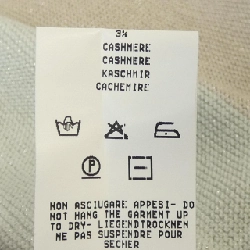 3%
CASHMERE
CASHMERE
KASCHMIR
CACHEMIRE
P
NON ASCIUGARE APPESI- DO
NOT HANG THE GARMENT UP
TO DRY- LIEGENDTROCKNEN
NE PAS SUSPENDRE POUR
SECHER